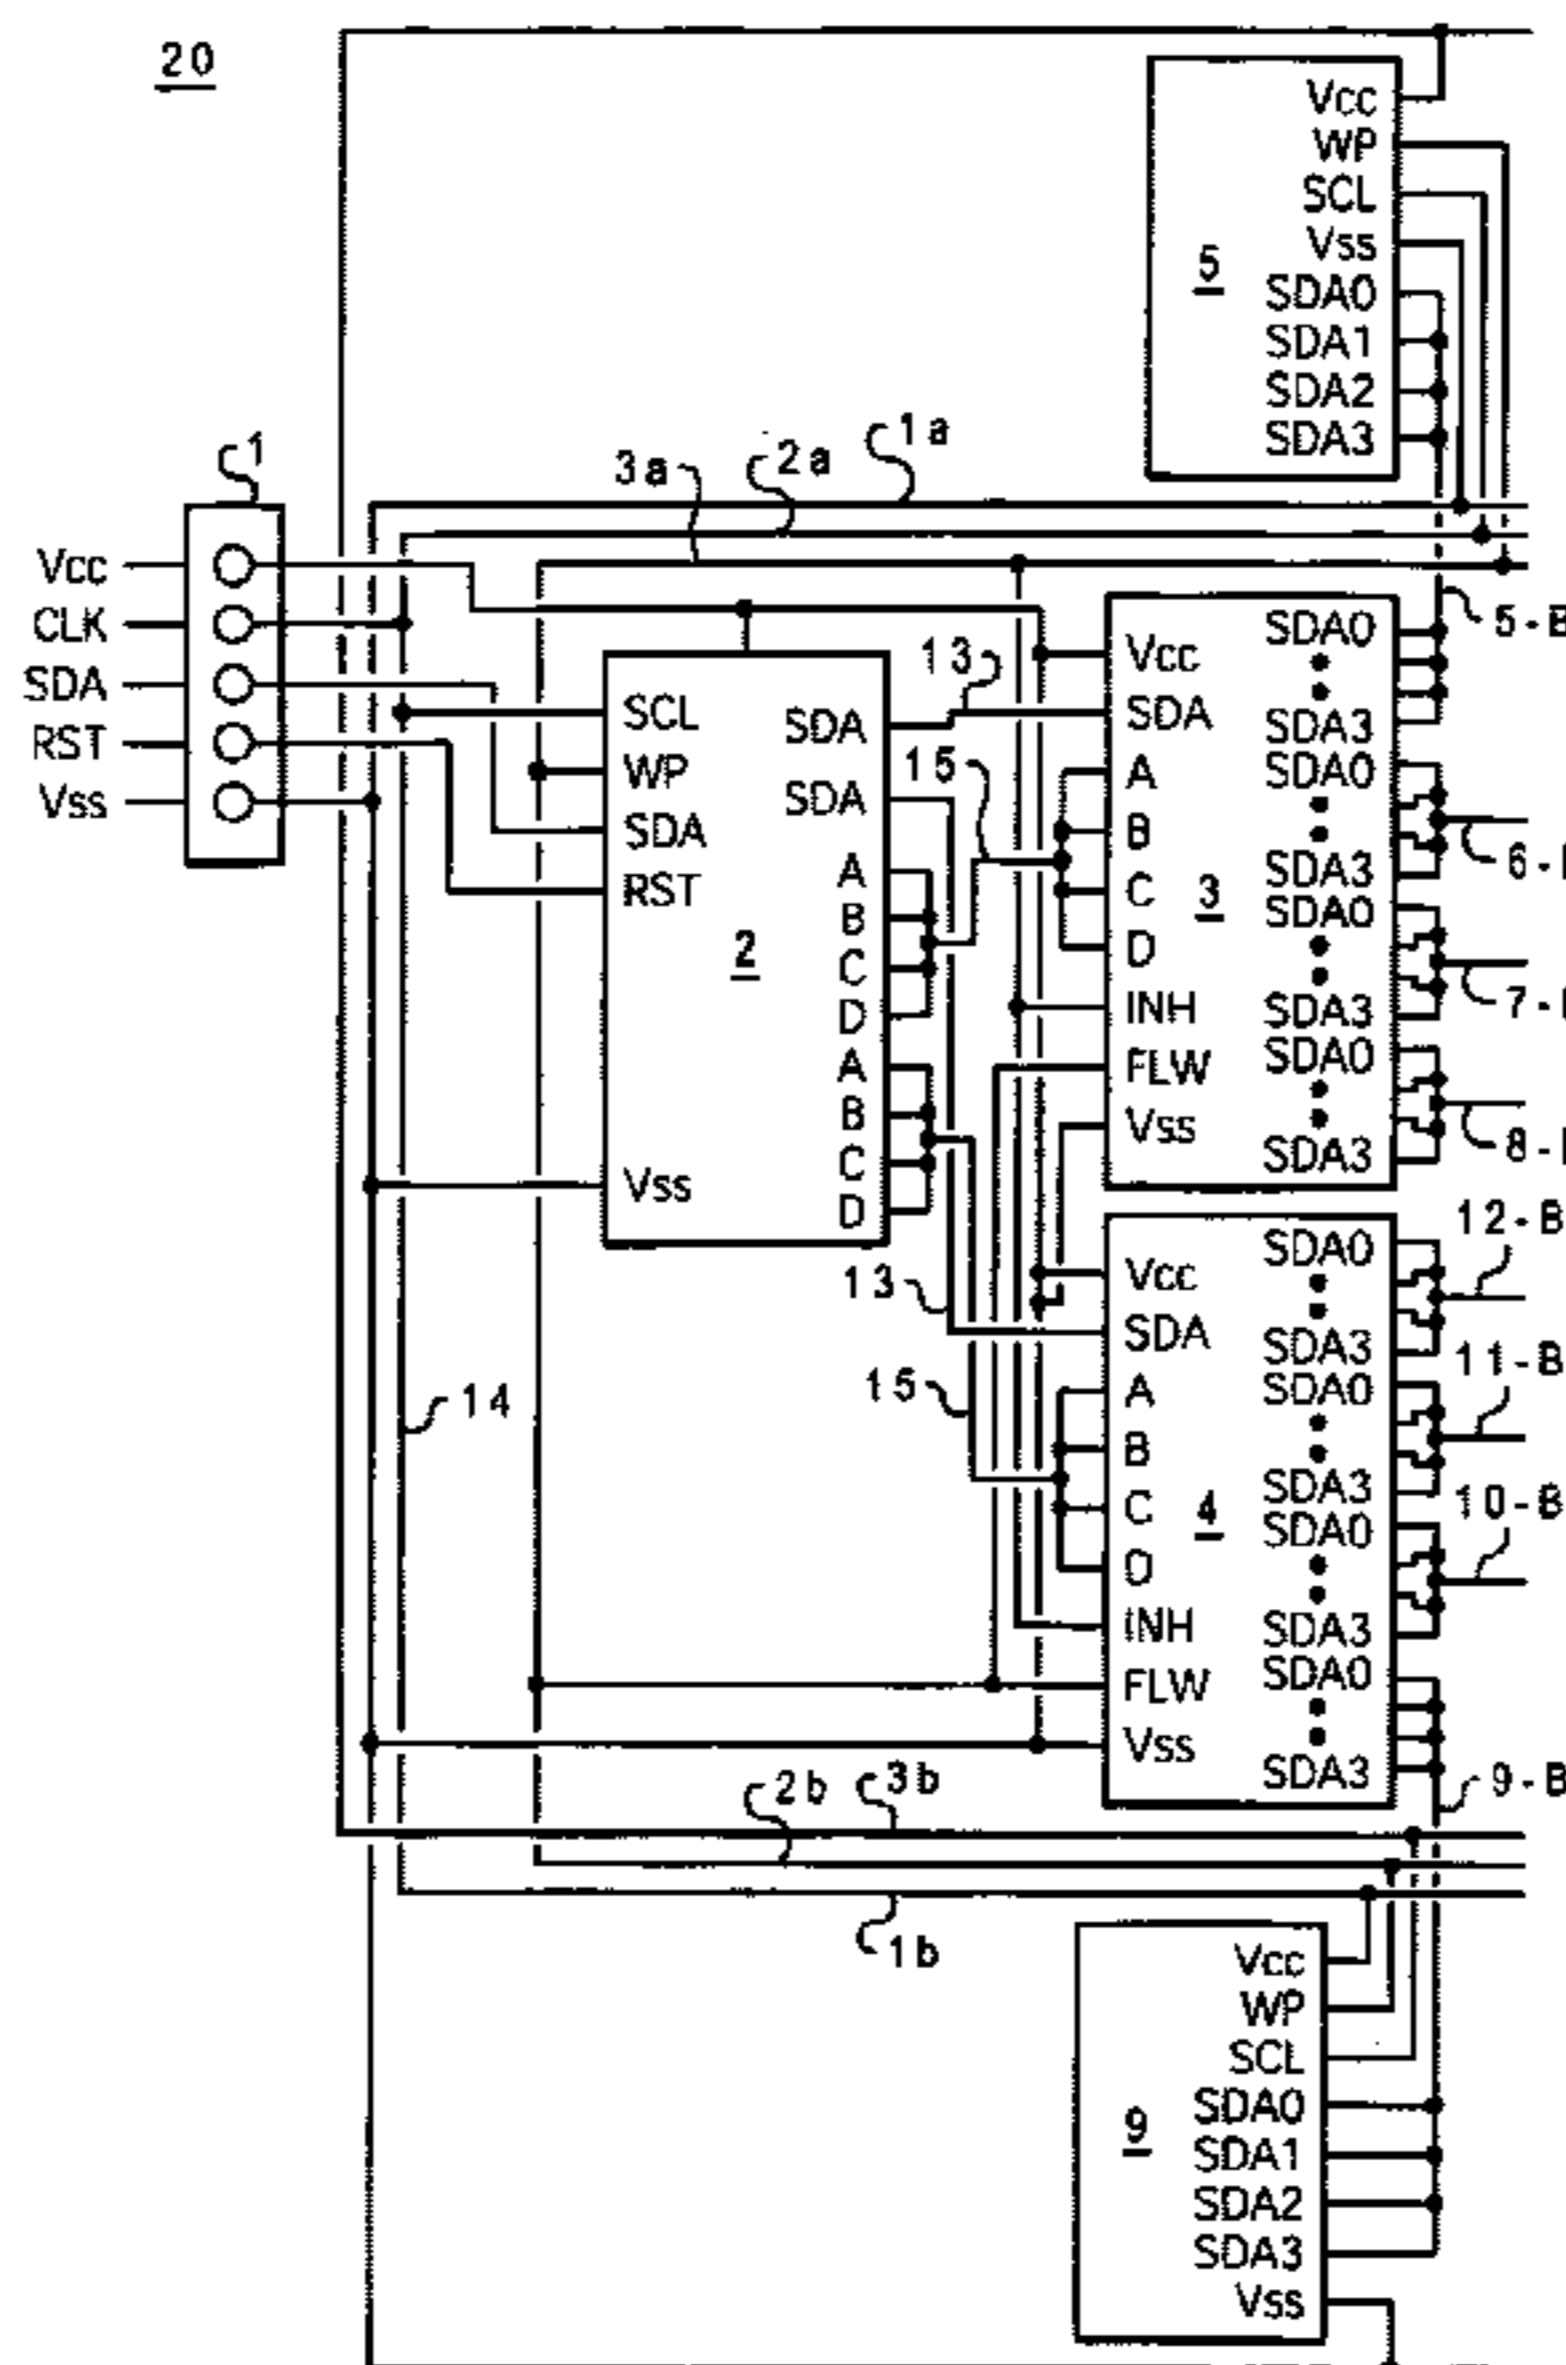 20
Vcc
WP
SCL
Vss
5
SDA0
SDA1
SDA2
SDA3
1
3a
2a
1a
Vcc
CLK
SDA
RST
Vss
5-B
SCL
WP
SDA
RST
2
Vss
SDA
SDA
A
B
C
D
A
B
C
D
13
15
Vcc
SDA
A
B
C
D
INH
FLW
Vss
3
SDA0
SDA3
SDA0
SDA3
SDA0
SDA3
SDA0
SDA3
6-
7-
8-
13
15
14
Vcc
SDA
A
B
C
D
INH
FLW
Vss
4
SDA0
SDA3
SDA0
SDA3
SDA0
SDA3
SDA0
SDA3
12-B
11-B
10-B
9-B
2b
3b
1b
Vcc
WP
SCL
9
SDA0
SDA1
SDA2
SDA3
Vss